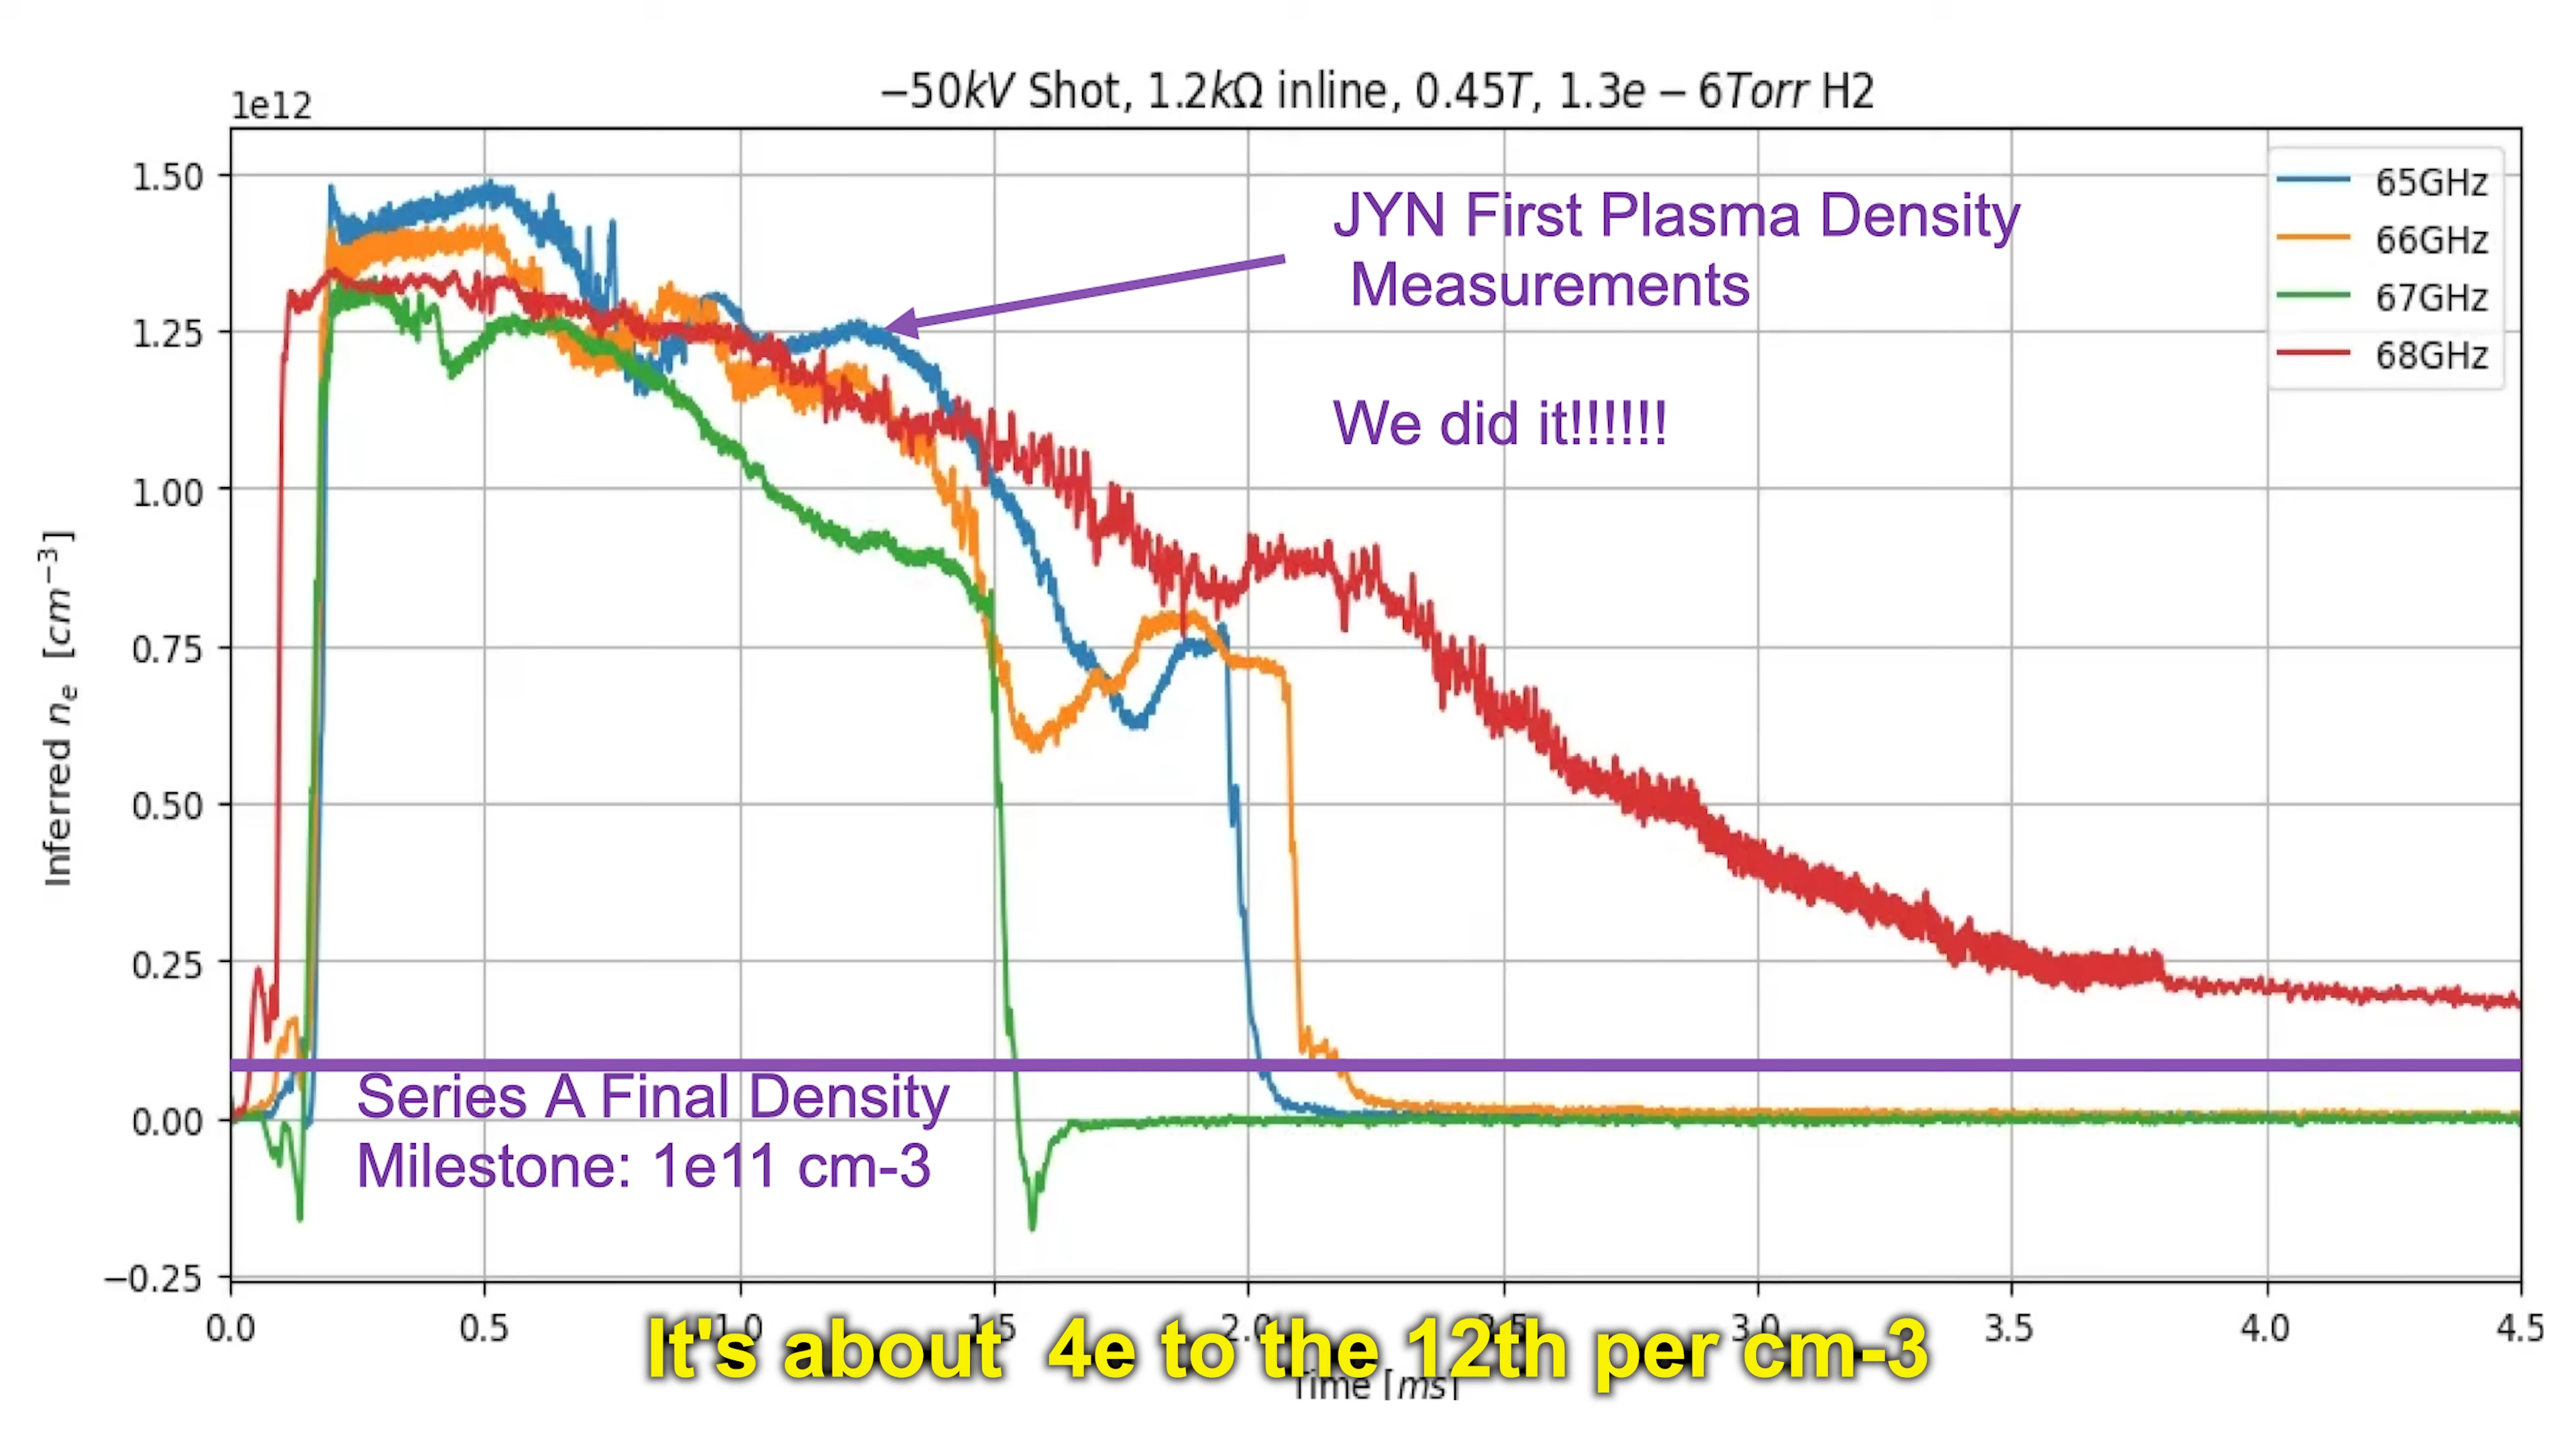 −50kV Shot, 1.2kΩ inline, 0.45T, 1.3e − 6Torr H2
1e12
1.50
1.25
1.00
0.75
0.50
0.25
0.00
−0.25
Inferred nₑ [cm⁻³]
65GHz
66GHz
67GHz
68GHz
JYN First Plasma Density
Measurements
We did it!!!!!!
Series A Final Density
Milestone: 1e11 cm-3
0.0 0.5 1.0 1.5 2.0 2.5 3.0 3.5 4.0 4.5
It's about 4e to the 12th per cm-3
Time [ms]